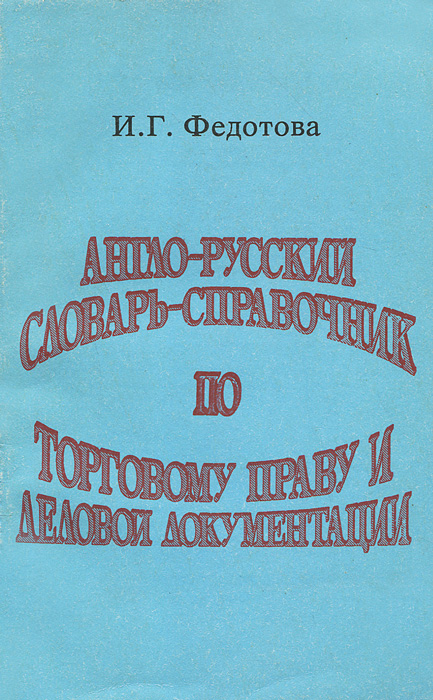 И.Г. Федотова
АНГЛО-РУССКИЙ
СЛОВАРЬ-СПРАВОЧНИК
ПО
ТОРГОВОМУ ПРАВУ И
ДЕЛОВОЙ ДОКУМЕНТАЦИИ